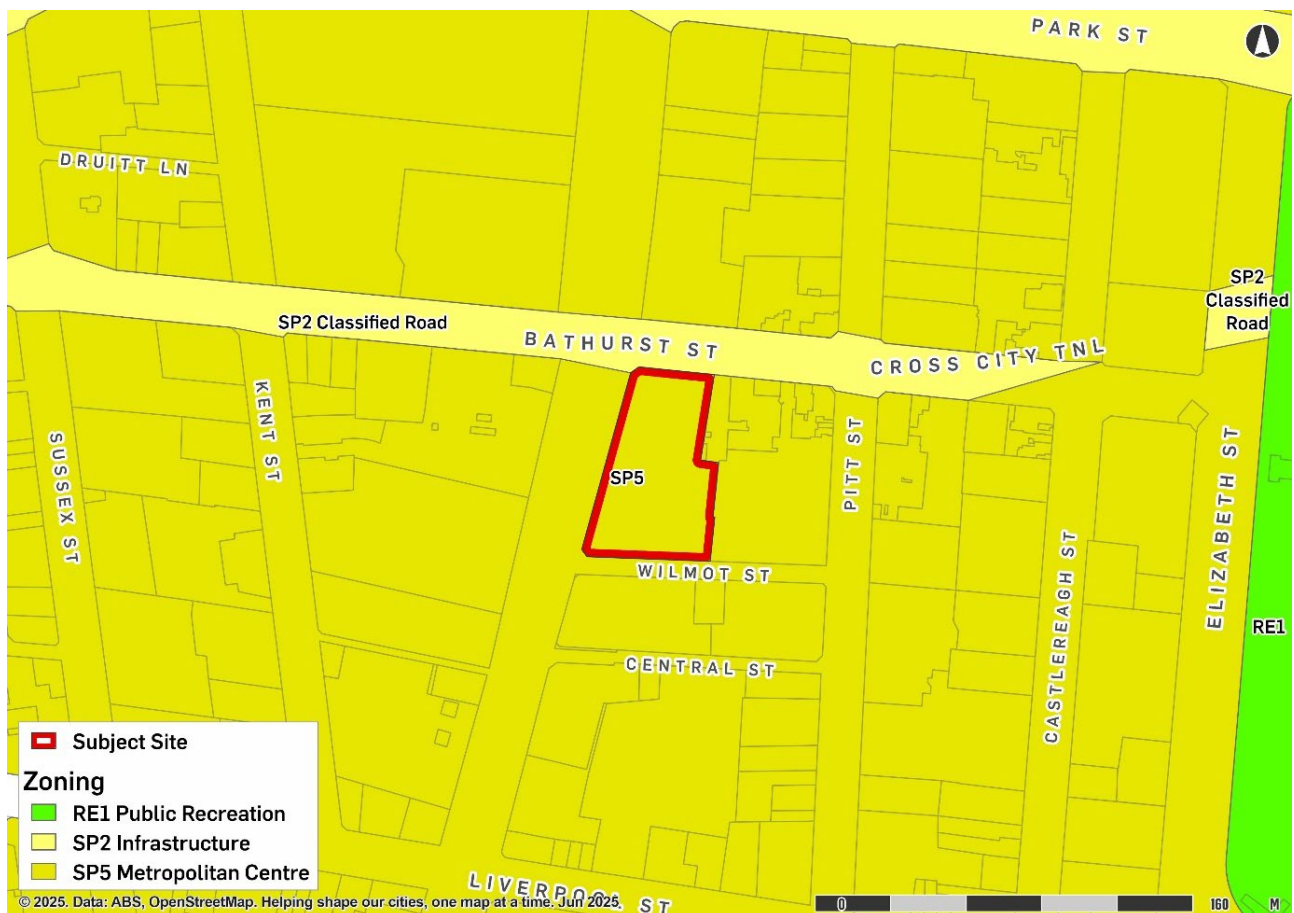 PARK ST
DRUITT LN
SP2
Classified
Road
SP2 Classified Road
BATHURST ST
CROSS CITY TNL
KENT ST
SUSSEX ST
SP5
PITT ST
ELIZABETH ST
WILMOT ST
CASTLEREAGH ST
RE1
CENTRAL ST
Subject Site
Zoning
RE1 Public Recreation
SP2 Infrastructure
SP5 Metropolitan Centre
LIVERPOOL ST
© 2025. Data: ABS, OpenStreetMap. Helping shape our cities, one map at a time. Jun 2025.
0 160 M